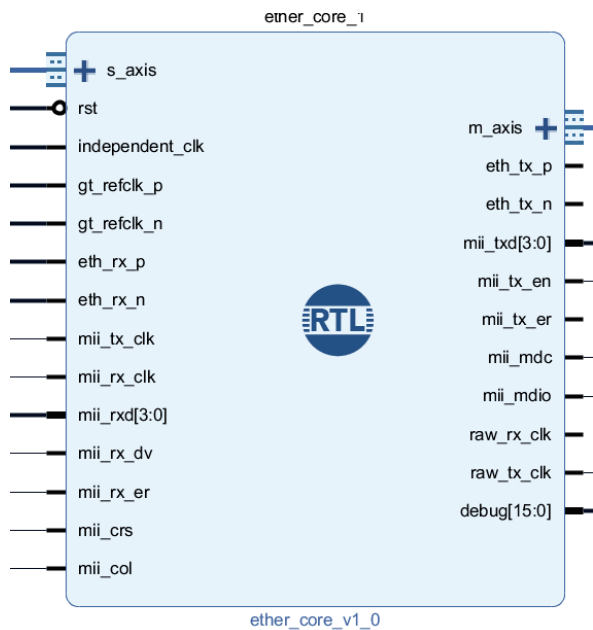 ether_core_1
s_axis
rst
independent_clk
gt_refclk_p
gt_refclk_n
eth_rx_p
eth_rx_n
mii_tx_clk
mii_rx_clk
mii_rxd[3:0]
mii_rx_dv
mii_rx_er
mii_crs
mii_col
RTL
m_axis
eth_tx_p
eth_tx_n
mii_txd[3:0]
mii_tx_en
mii_tx_er
mii_mdc
mii_mdio
raw_rx_clk
raw_tx_clk
debug[15:0]
ether_core_v1_0